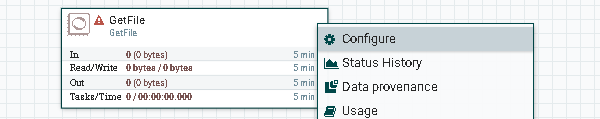 GetFile
GetFile
In 0 (0 bytes) 5 min
Read/Write 0 bytes / 0 bytes 5 min
Out 0 (0 bytes) 5 min
Tasks/Time 0 / 00:00:00.000 5 min
Configure
Status History
Data provenance
Usage